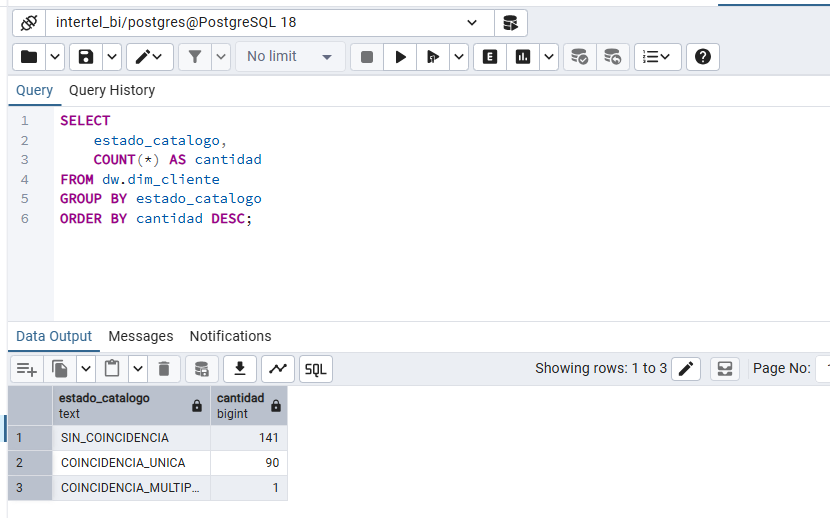 intertel_bi/postgres@PostgreSQL 18
No limit
E
Query Query History
1 SELECT
2 estado_catalogo,
3 COUNT(*) AS cantidad
4 FROM dw.dim_cliente
5 GROUP BY estado_catalogo
6 ORDER BY cantidad DESC;
Data Output Messages Notifications
SQL
Showing rows: 1 to 3
Page No:
estado_catalogo cantidad
text bigint
1 SIN_COINCIDENCIA 141
2 COINCIDENCIA_UNICA 90
3 COINCIDENCIA_MULTIP... 1